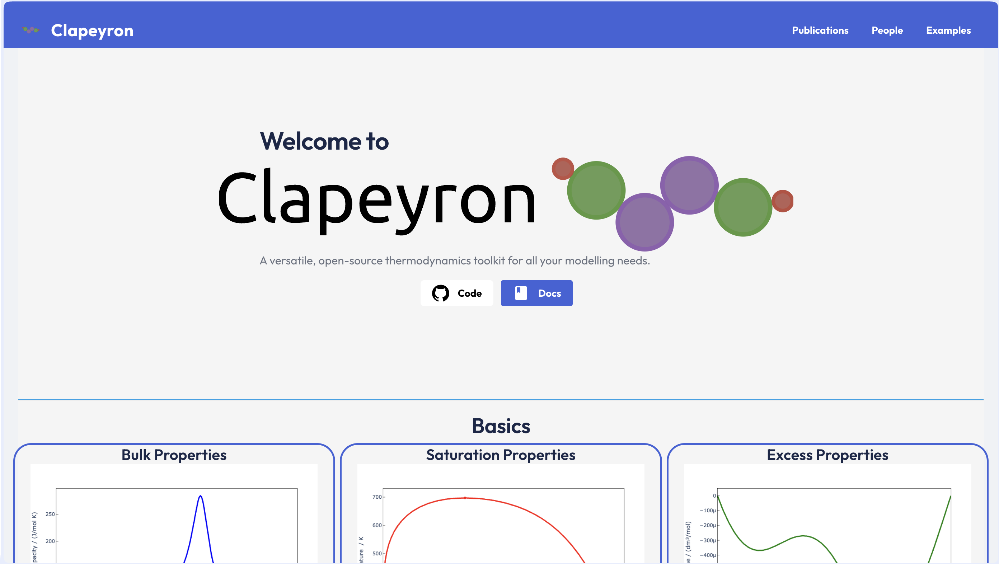 Clapeyron
Publications People Examples
Welcome to
Clapeyron
A versatile, open-source thermodynamics toolkit for all your modelling needs.
Code
Docs
Basics
Bulk Properties
250
200
/ (J/mol K)
Saturation Properties
700
600
500
/ K
Excess Properties
0
−100µ
−200µ
−300µ
−400µ
/ (dm³/mol)